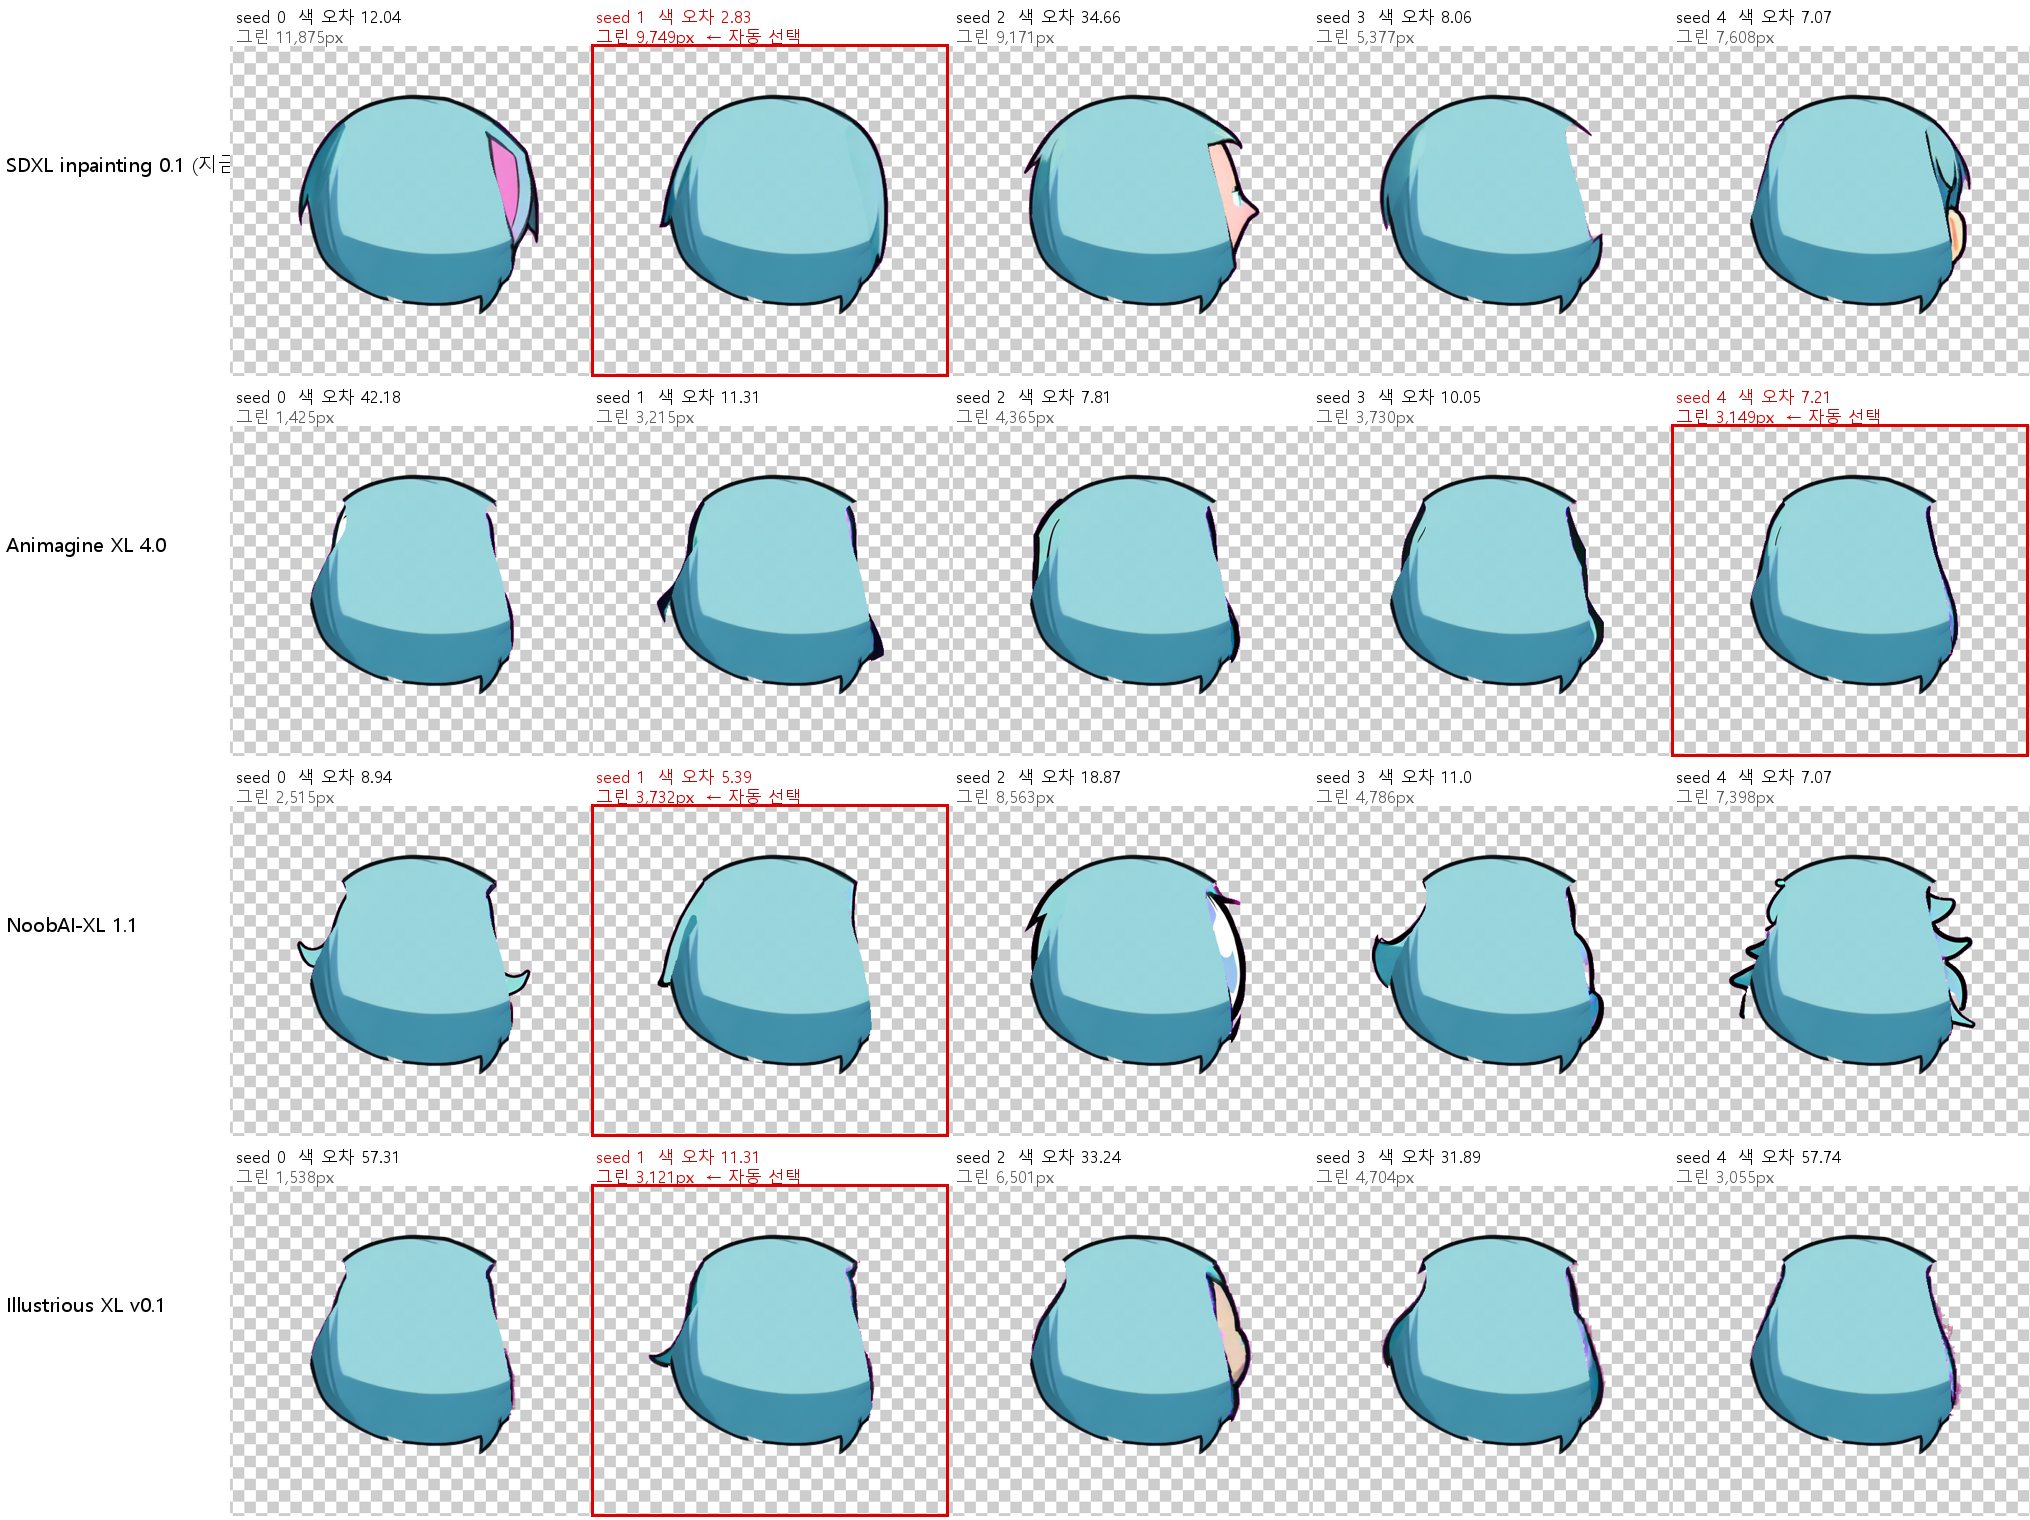 seed 0 색 오차 12.04
그린 11,875px
seed 1 색 오차 2.83
그린 9,749px ← 자동 선택
seed 2 색 오차 34.66
그린 9,171px
seed 3 색 오차 8.06
그린 5,377px
seed 4 색 오차 7.07
그린 7,608px
SDXL inpainting 0.1 (지금
seed 0 색 오차 42.18
그린 1,425px
seed 1 색 오차 11.31
그린 3,215px
seed 2 색 오차 7.81
그린 4,365px
seed 3 색 오차 10.05
그린 3,730px
seed 4 색 오차 7.21
그린 3,149px ← 자동 선택
Animagine XL 4.0
seed 0 색 오차 8.94
그린 2,515px
seed 1 색 오차 5.39
그린 3,732px ← 자동 선택
seed 2 색 오차 18.87
그린 8,563px
seed 3 색 오차 11.0
그린 4,786px
seed 4 색 오차 7.07
그린 7,398px
NoobAI-XL 1.1
seed 0 색 오차 57.31
그린 1,538px
seed 1 색 오차 11.31
그린 3,121px ← 자동 선택
seed 2 색 오차 33.24
그린 6,501px
seed 3 색 오차 31.89
그린 4,704px
seed 4 색 오차 57.74
그린 3,055px
Illustrious XL v0.1